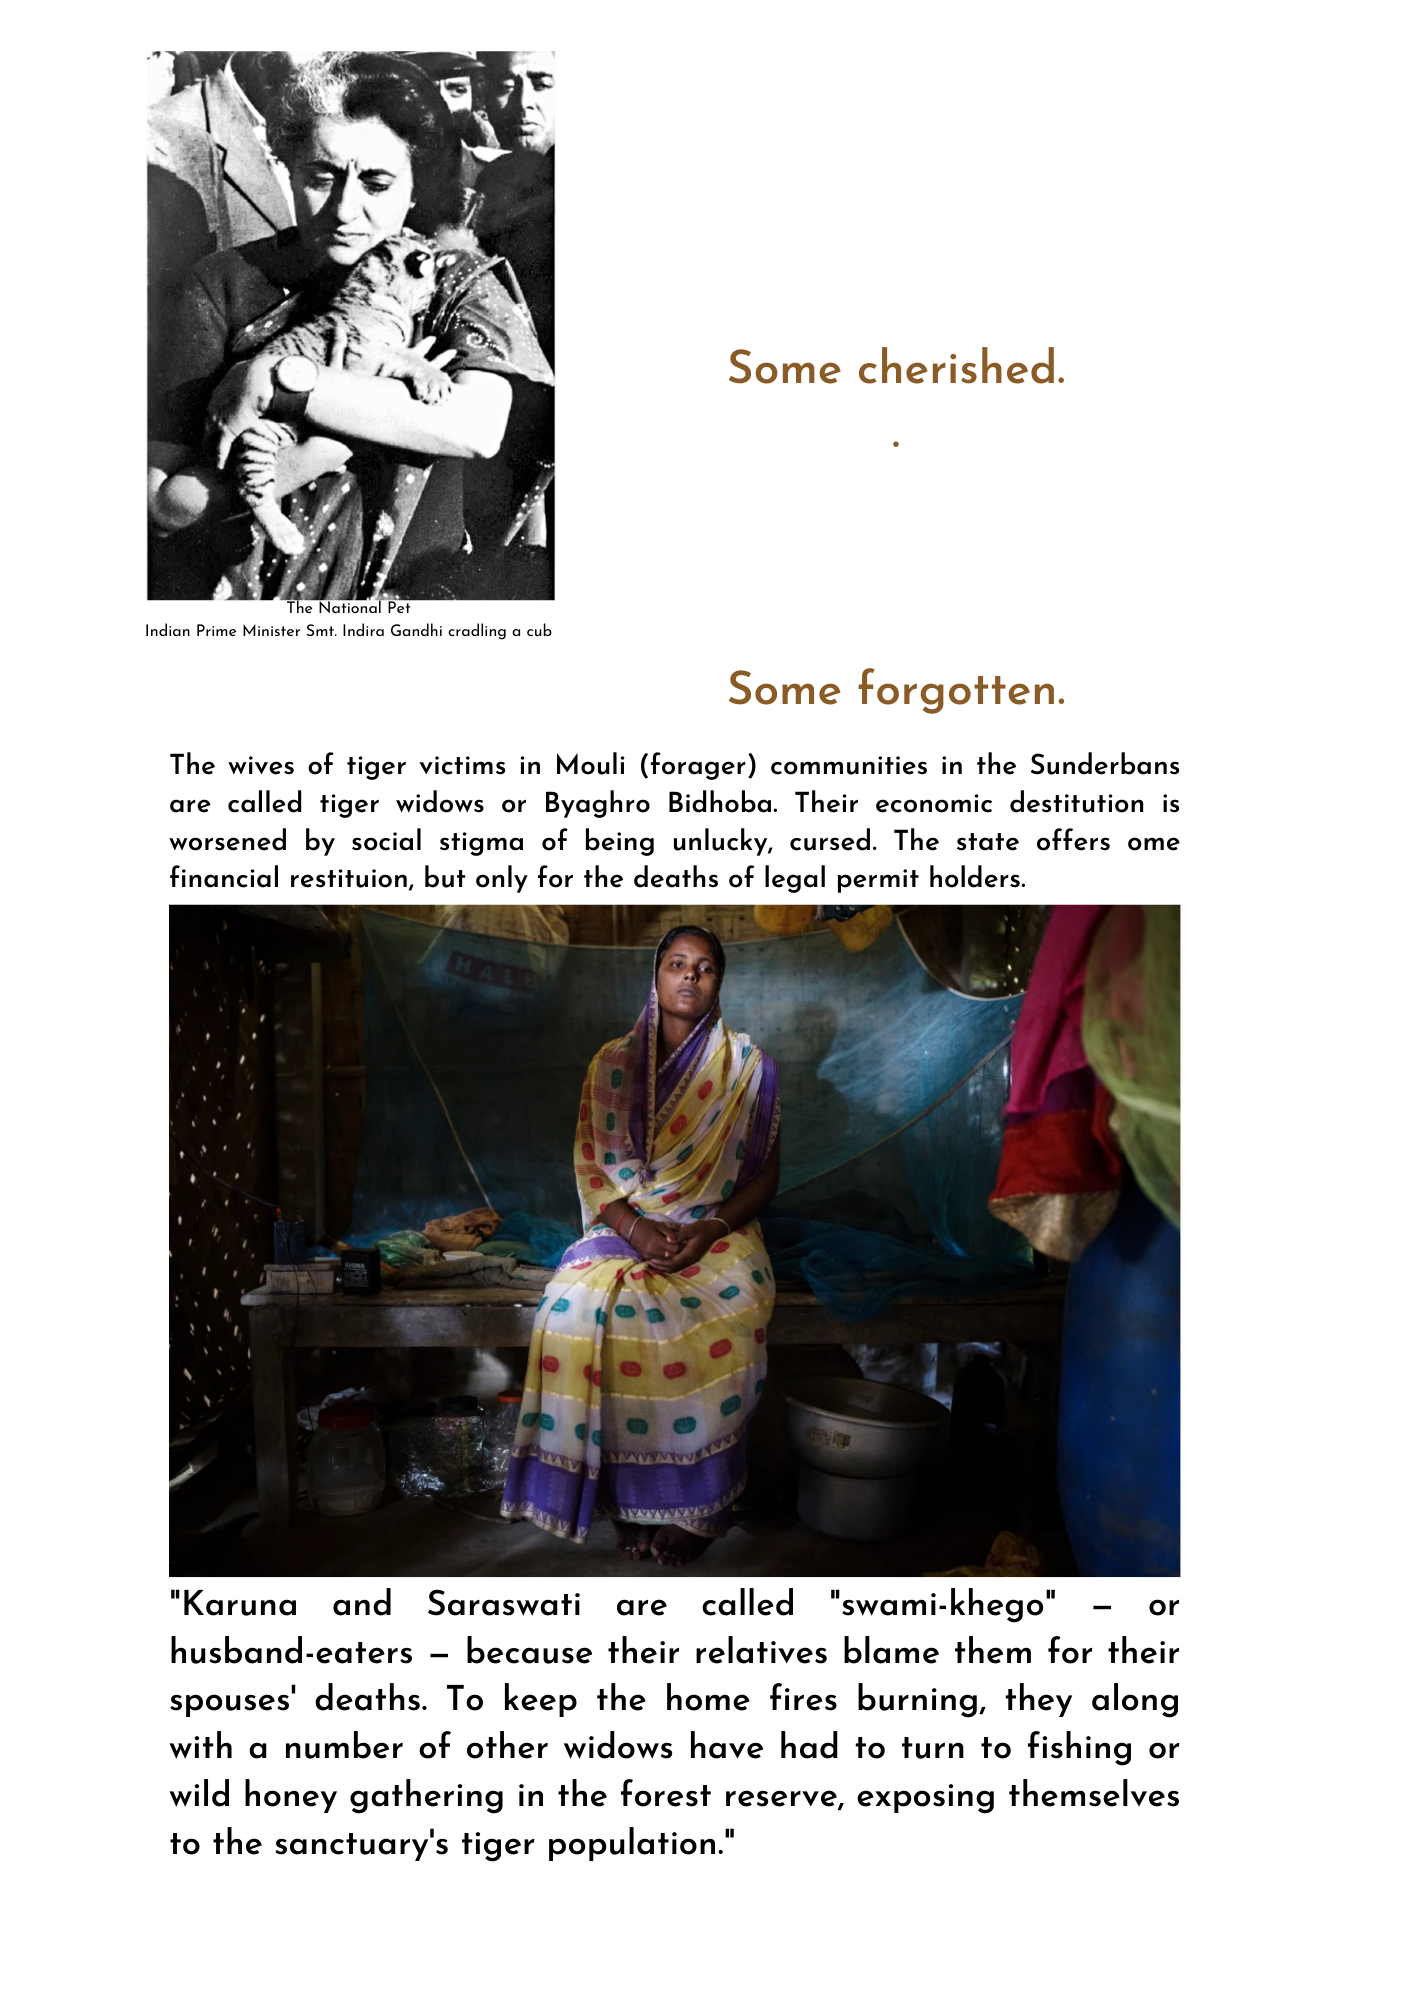 Some cherished.
.
The National Pet
Indian Prime Minister Smt. Indira Gandhi cradling a cub
Some forgotten.
The wives of tiger victims in Mouli (forager) communities in the Sunderbans
are called tiger widows or Byaghro Bidhoba. Their economic destitution is
worsened by social stigma of being unlucky, cursed. The state offers ome
financial restituion, but only for the deaths of legal permit holders.
"Karuna and Saraswati are called "swami-khego" – or
husband-eaters – because their relatives blame them for their
spouses' deaths. To keep the home fires burning, they along
with a number of other widows have had to turn to fishing or
wild honey gathering in the forest reserve, exposing themselves
to the sanctuary's tiger population."